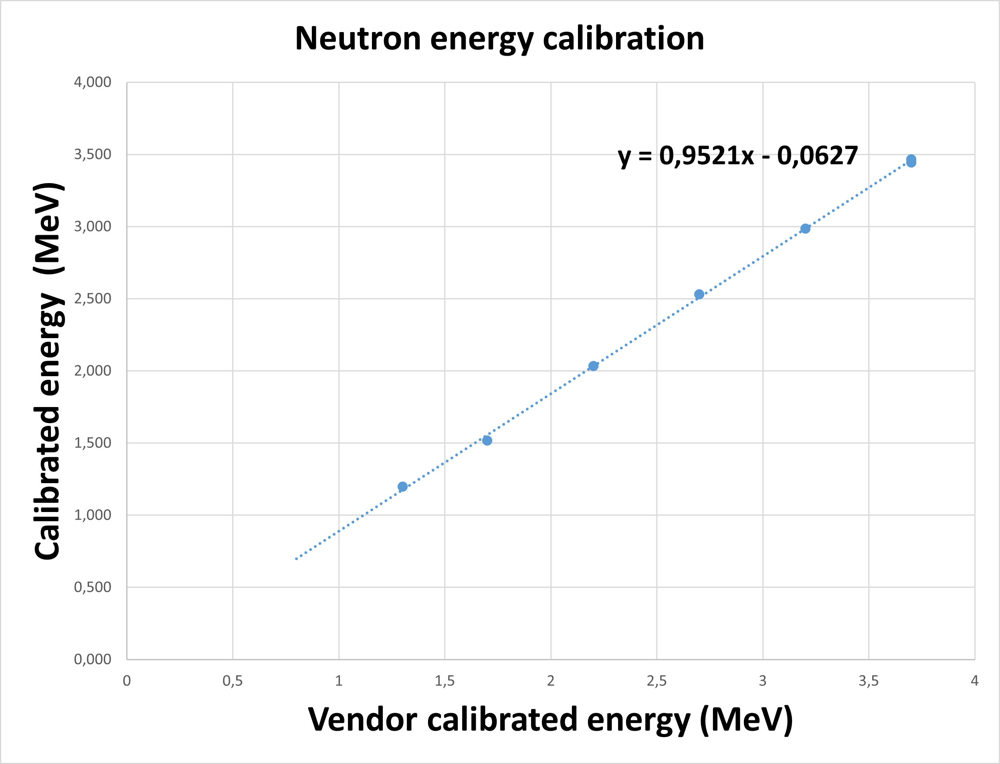 Neutron energy calibration
4,000
3,500
3,000
2,500
2,000
1,500
1,000
0,500
0,000
y = 0,9521x - 0,0627
Calibrated energy (MeV)
0 0,5 1 1,5 2 2,5 3 3,5 4
Vendor calibrated energy (MeV)